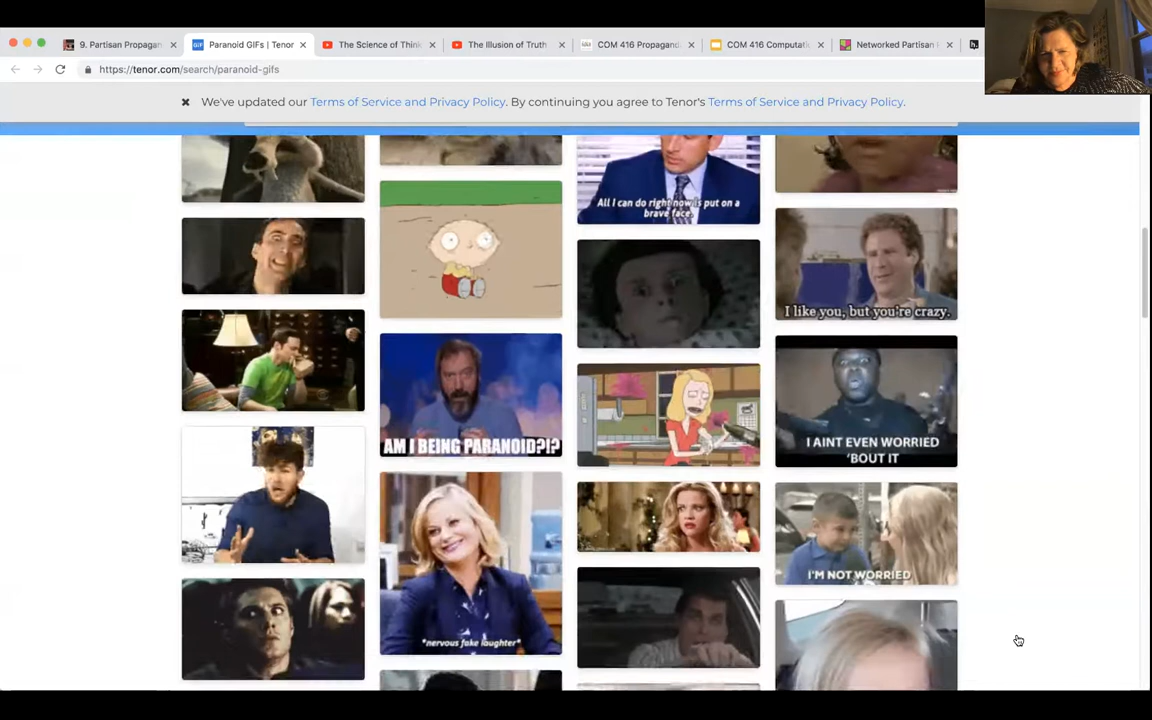 9. Partisan Propagan
Paranoid GIFs | Tenor
The Science of Think
The Illusion of Truth
COM 416 Propagand
COM 416 Computati
Networked Partisan
https://tenor.com/search/paranoid-gifs
We've updated our Terms of Service and Privacy Policy. By continuing you agree to Tenor's Terms of Service and Privacy Policy.
All I can do right now is put on a
brave face.
I like you, but you're crazy.
AM I BEING PARANOID?!?
I AINT EVEN WORRIED
'BOUT IT
I'M NOT WORRIED
*nervous fake laughter*